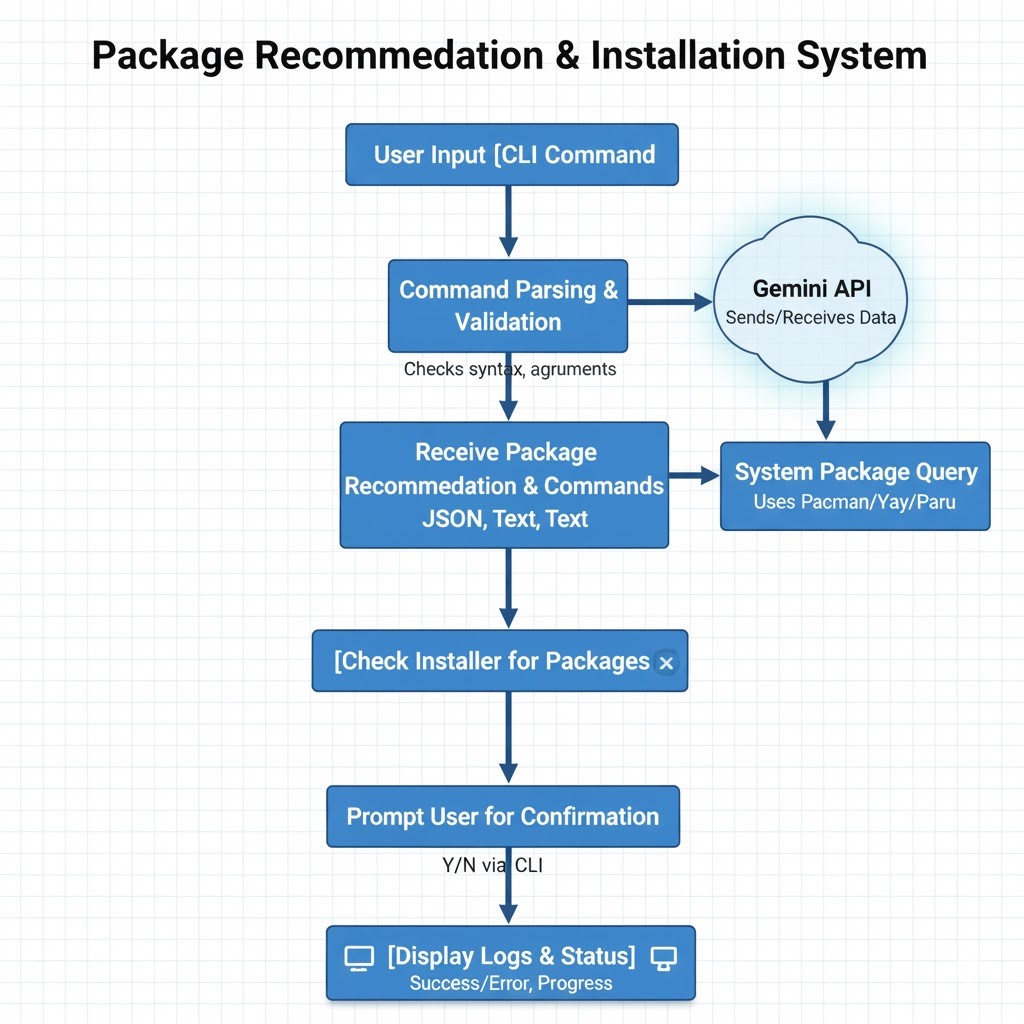 Package Recommedation & Installation System
User Input [CLI Command
Command Parsing &
Validation
Gemini API
Sends/Receives Data
Checks syntax, agruments
Receive Package
Recommedation & Commands
JSON, Text, Text
System Package Query
Uses Pacman/Yay/Paru
[Check Installer for Packages
Prompt User for Confirmation
Y/N via CLI
[Display Logs & Status]
Success/Error, Progress